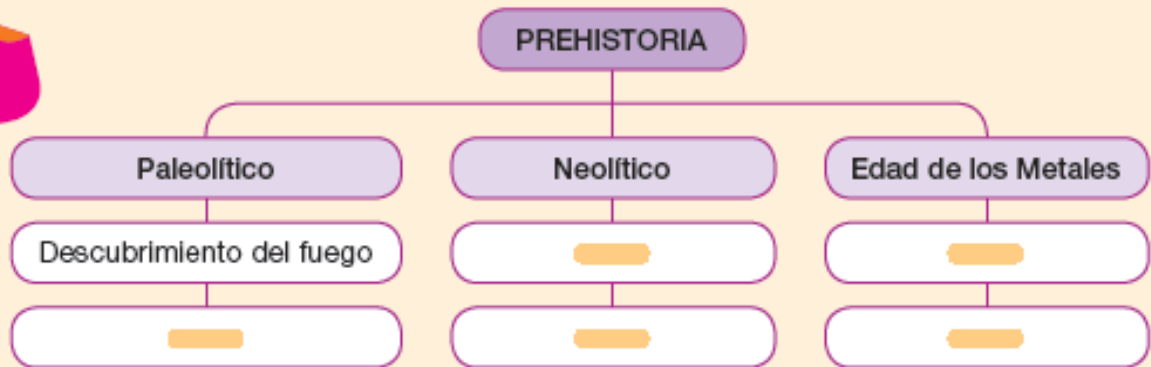 PREHISTORIA
Paleolítico
Neolítico
Edad de los Metales
Descubrimiento del fuego